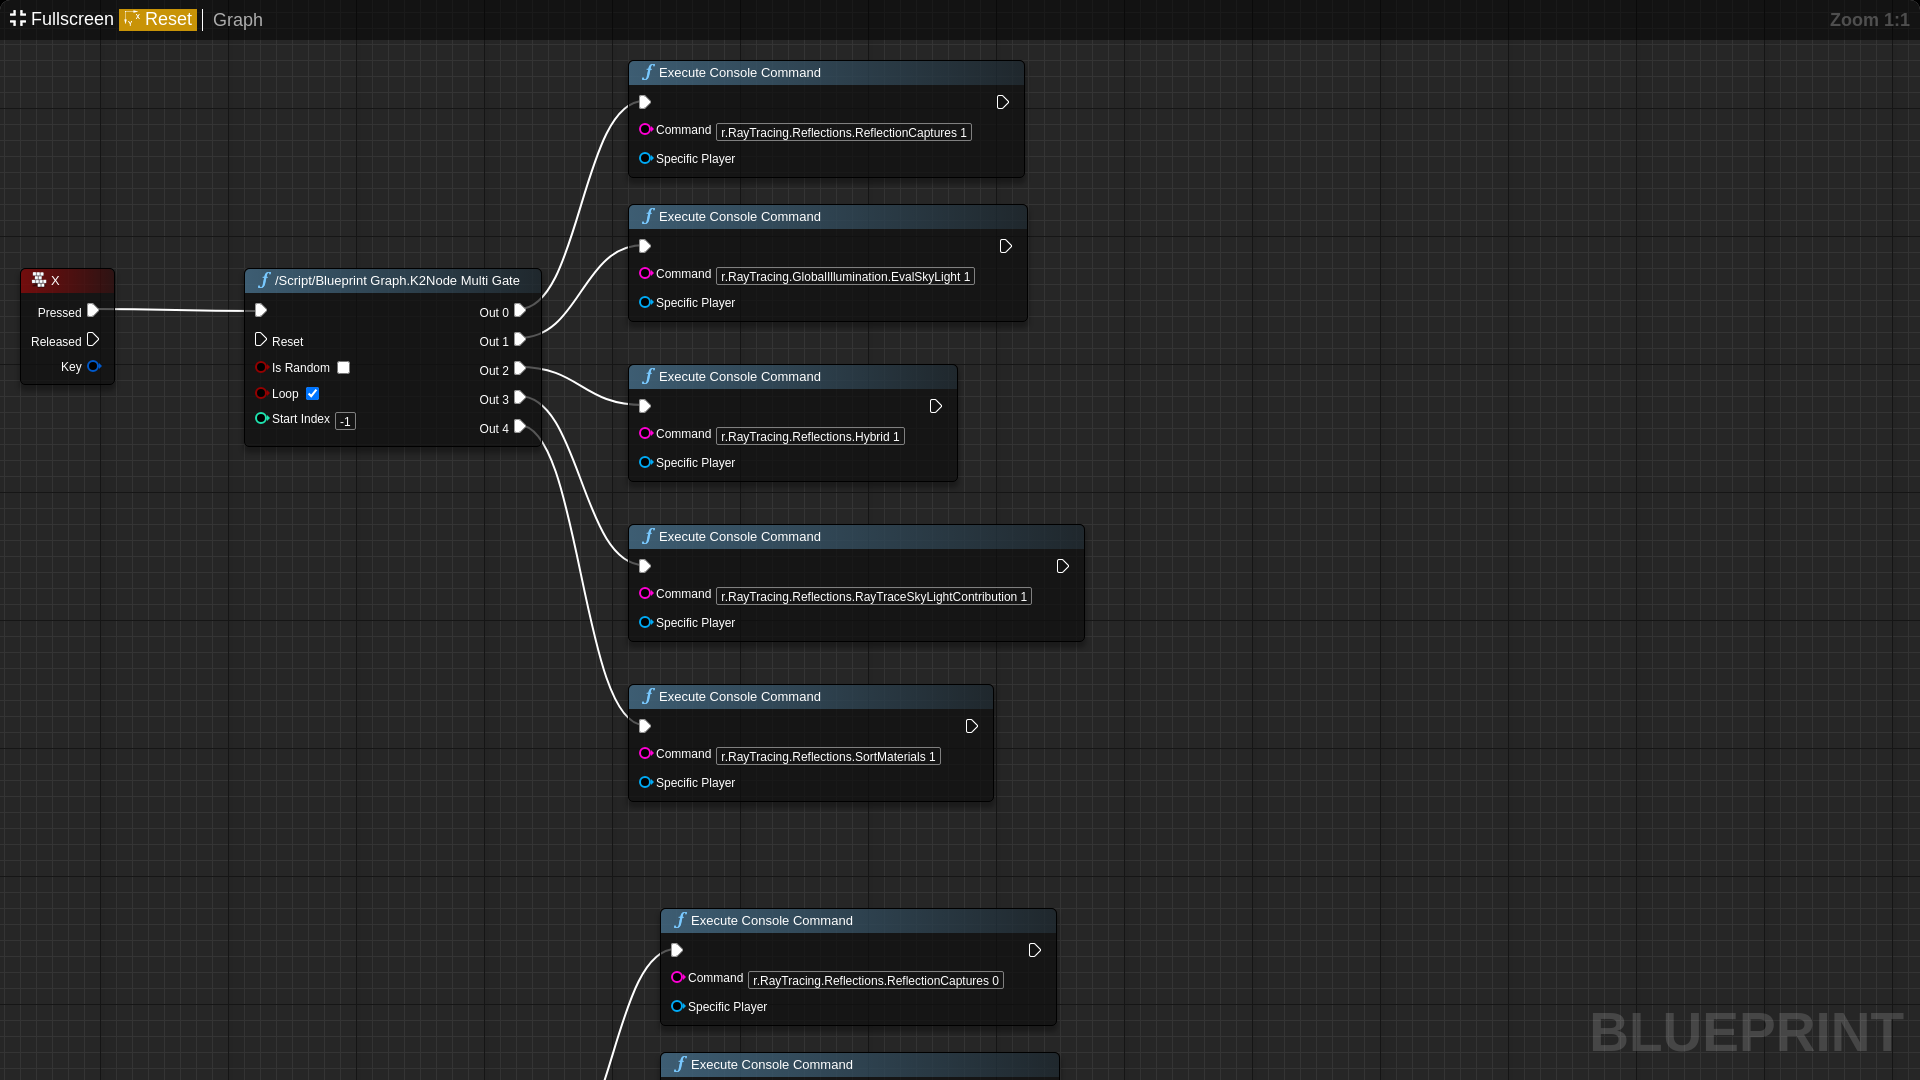 Fullscreen Reset Graph Zoom 1:1
Execute Console Command
Command r.RayTracing.Reflections.ReflectionCaptures 1
Specific Player
Execute Console Command
Command r.RayTracing.GlobalIllumination.EvalSkyLight 1
Specific Player
X
Pressed
Released
Key
/Script/Blueprint Graph.K2Node Multi Gate
Out 0
Reset Out 1
Is Random Out 2
Loop Out 3
Start Index -1 Out 4
Execute Console Command
Command r.RayTracing.Reflections.Hybrid 1
Specific Player
Execute Console Command
Command r.RayTracing.Reflections.RayTraceSkyLightContribution 1
Specific Player
Execute Console Command
Command r.RayTracing.Reflections.SortMaterials 1
Specific Player
Execute Console Command
Command r.RayTracing.Reflections.ReflectionCaptures 0
Specific Player
Execute Console Command
BLUEPRINT